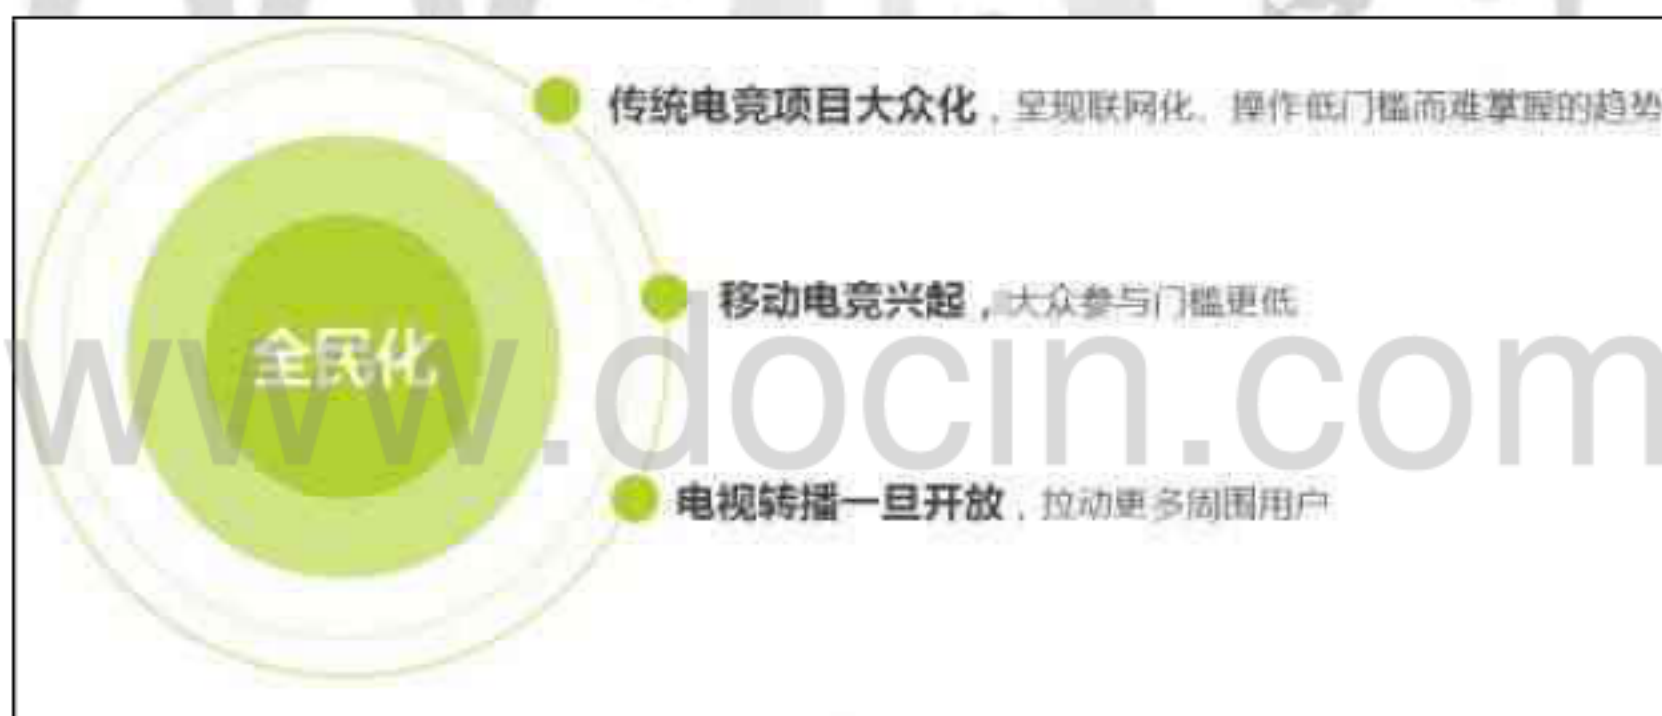 传统电竞项目大众化，呈现联网化、操作低门槛而难掌握的趋势
移动电竞兴起，大众参与门槛更低
全民化
www.docin.com
电视转播一旦开放，拉动更多周围用户